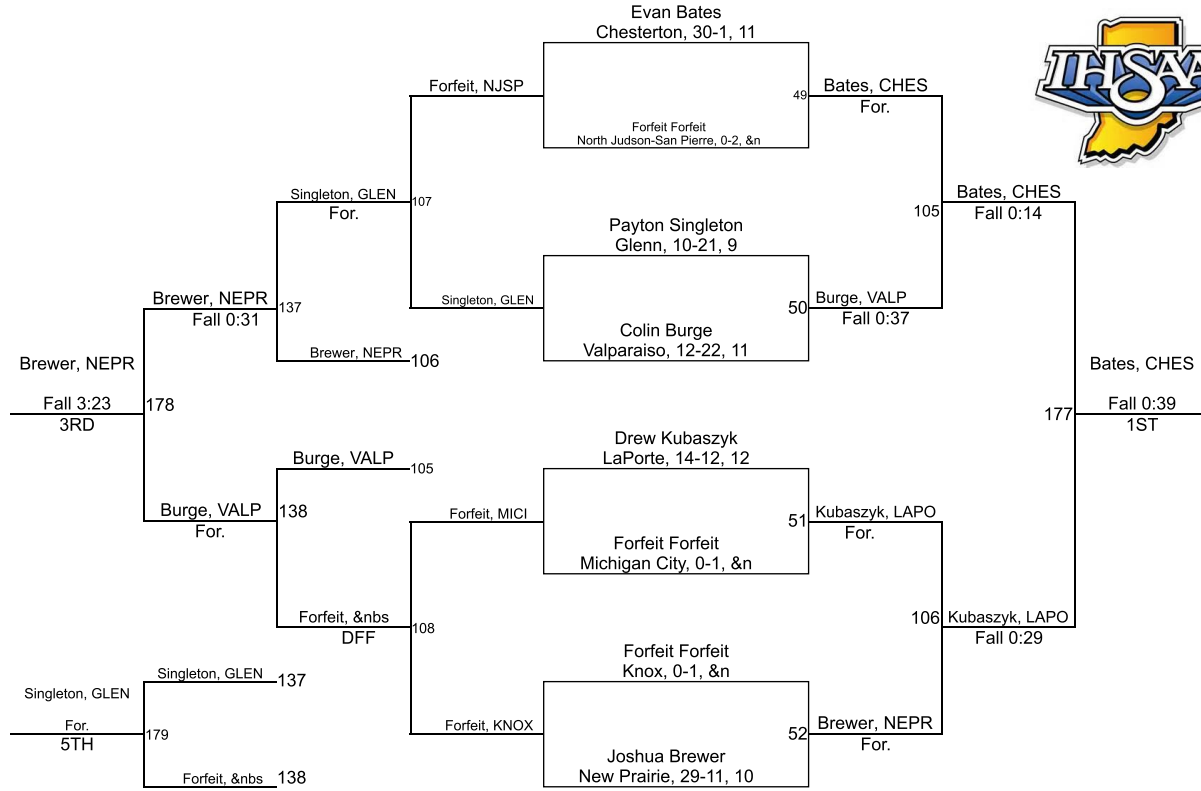 Evan Bates
Chesterton, 30-1, 11
IHSAA
Forfeit, NJSP
49
Bates, CHES
For.
Forfeit Forfeit
North Judson-San Pierre, 0-2, &n
Singleton, GLEN
For.
107
Bates, CHES
105
Fall 0:14
Payton Singleton
Glenn, 10-21, 9
Brewer, NEPR
Fall 0:31
137
Singleton, GLEN
50
Burge, VALP
Fall 0:37
Colin Burge
Valparaiso, 12-22, 11
Brewer, NEPR
106
Brewer, NEPR
Fall 3:23
3RD
178
Bates, CHES
177
Fall 0:39
1ST
Drew Kubaszyk
LaPorte, 14-12, 12
Burge, VALP
105
Burge, VALP
For.
138
Forfeit, MICI
51
Kubaszyk, LAPO
For.
Forfeit Forfeit
Michigan City, 0-1, &n
Forfeit, &nbs
DFF
108
106
Kubaszyk, LAPO
Fall 0:29
Forfeit Forfeit
Knox, 0-1, &n
Singleton, GLEN
137
Singleton, GLEN
For.
5TH
179
Forfeit, KNOX
52
Brewer, NEPR
For.
Joshua Brewer
New Prairie, 29-11, 10
Forfeit, &nbs
138